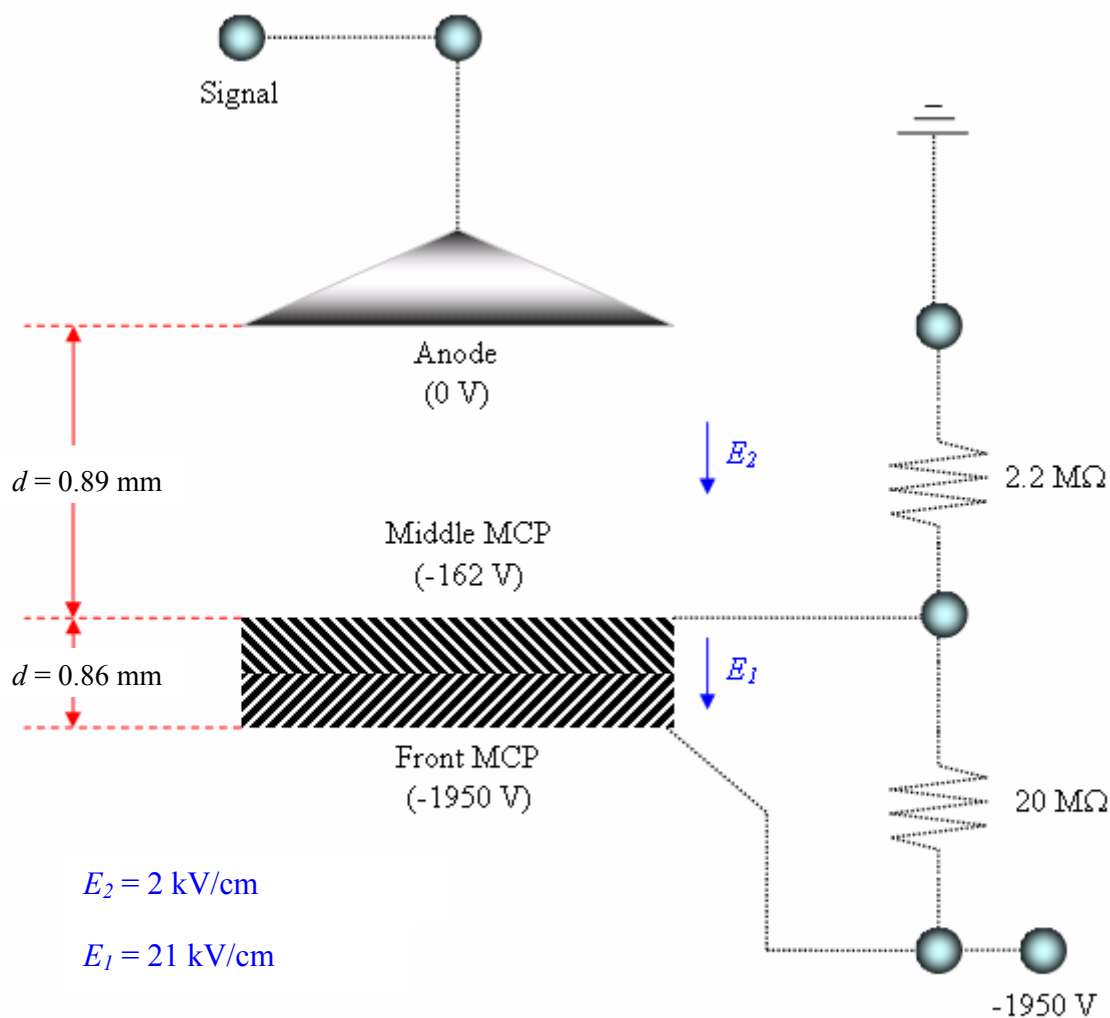 Signal
Anode
(0 V)
E₂
d = 0.89 mm
2.2 MΩ
Middle MCP
(-162 V)
d = 0.86 mm
E₁
Front MCP
(-1950 V)
20 MΩ
E₂ = 2 kV/cm
E₁ = 21 kV/cm
-1950 V